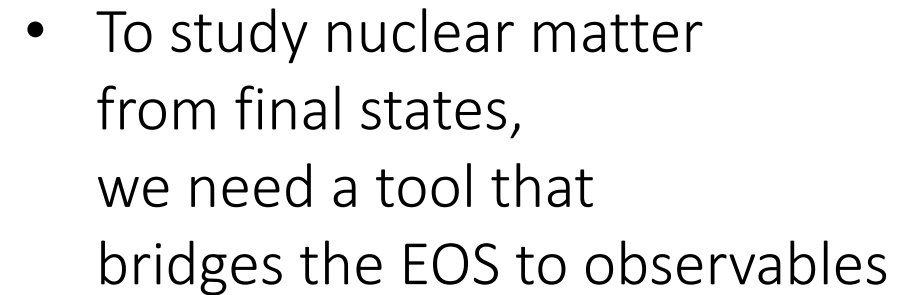 • To study nuclear matter
from final states,
we need a tool that
bridges the EOS to observables